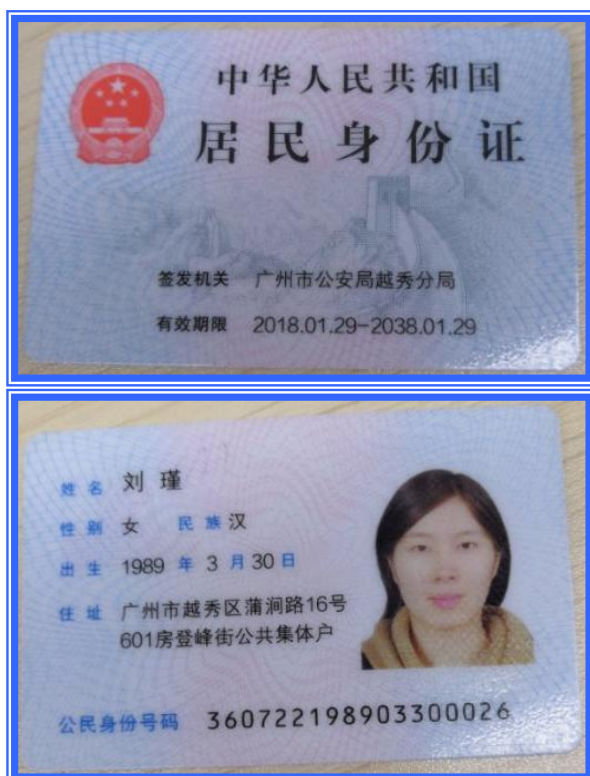 中华人民共和国
居民身份证
签发机关 广州市公安局越秀分局
有效期限 2018.01.29-2038.01.29
姓名 刘瑾
性别 女 民族 汉
出生 1989 年 3 月 30 日
住址 广州市越秀区蒲涧路16号
601房登峰街公共集体户
公民身份号码 360722198903300026